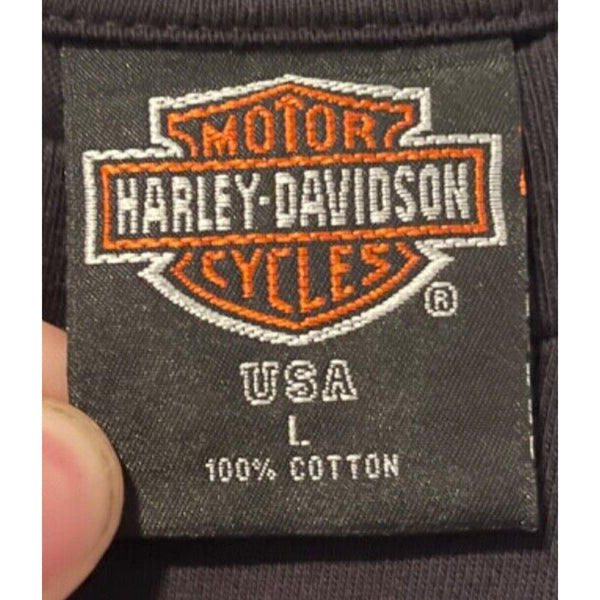 MOTOR
HARLEY-DAVIDSON
CYCLES
®
USA
L
100% COTTON